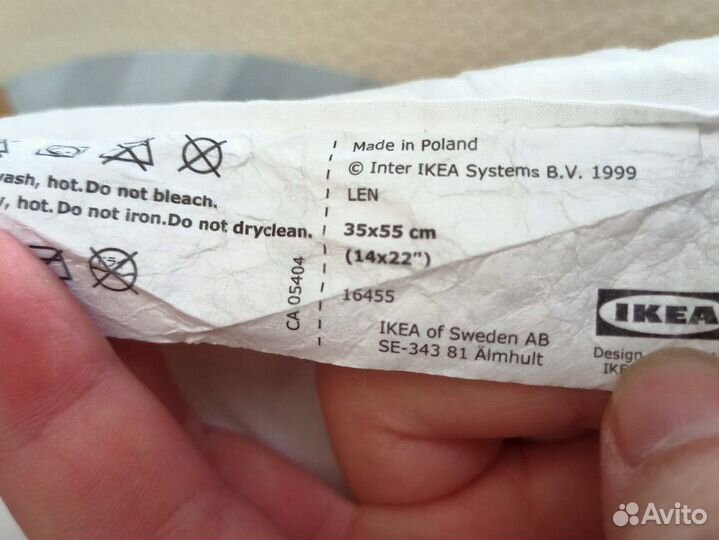 Made in Poland
© Inter IKEA Systems B.V. 1999
LEN
35x55 cm
(14x22")
16455
IKEA of Sweden AB
SE-343 81 Älmhult
hot. Do not bleach.
hot. Do not iron. Do not dryclean.
CA 05404
IKEA
Design
Avito